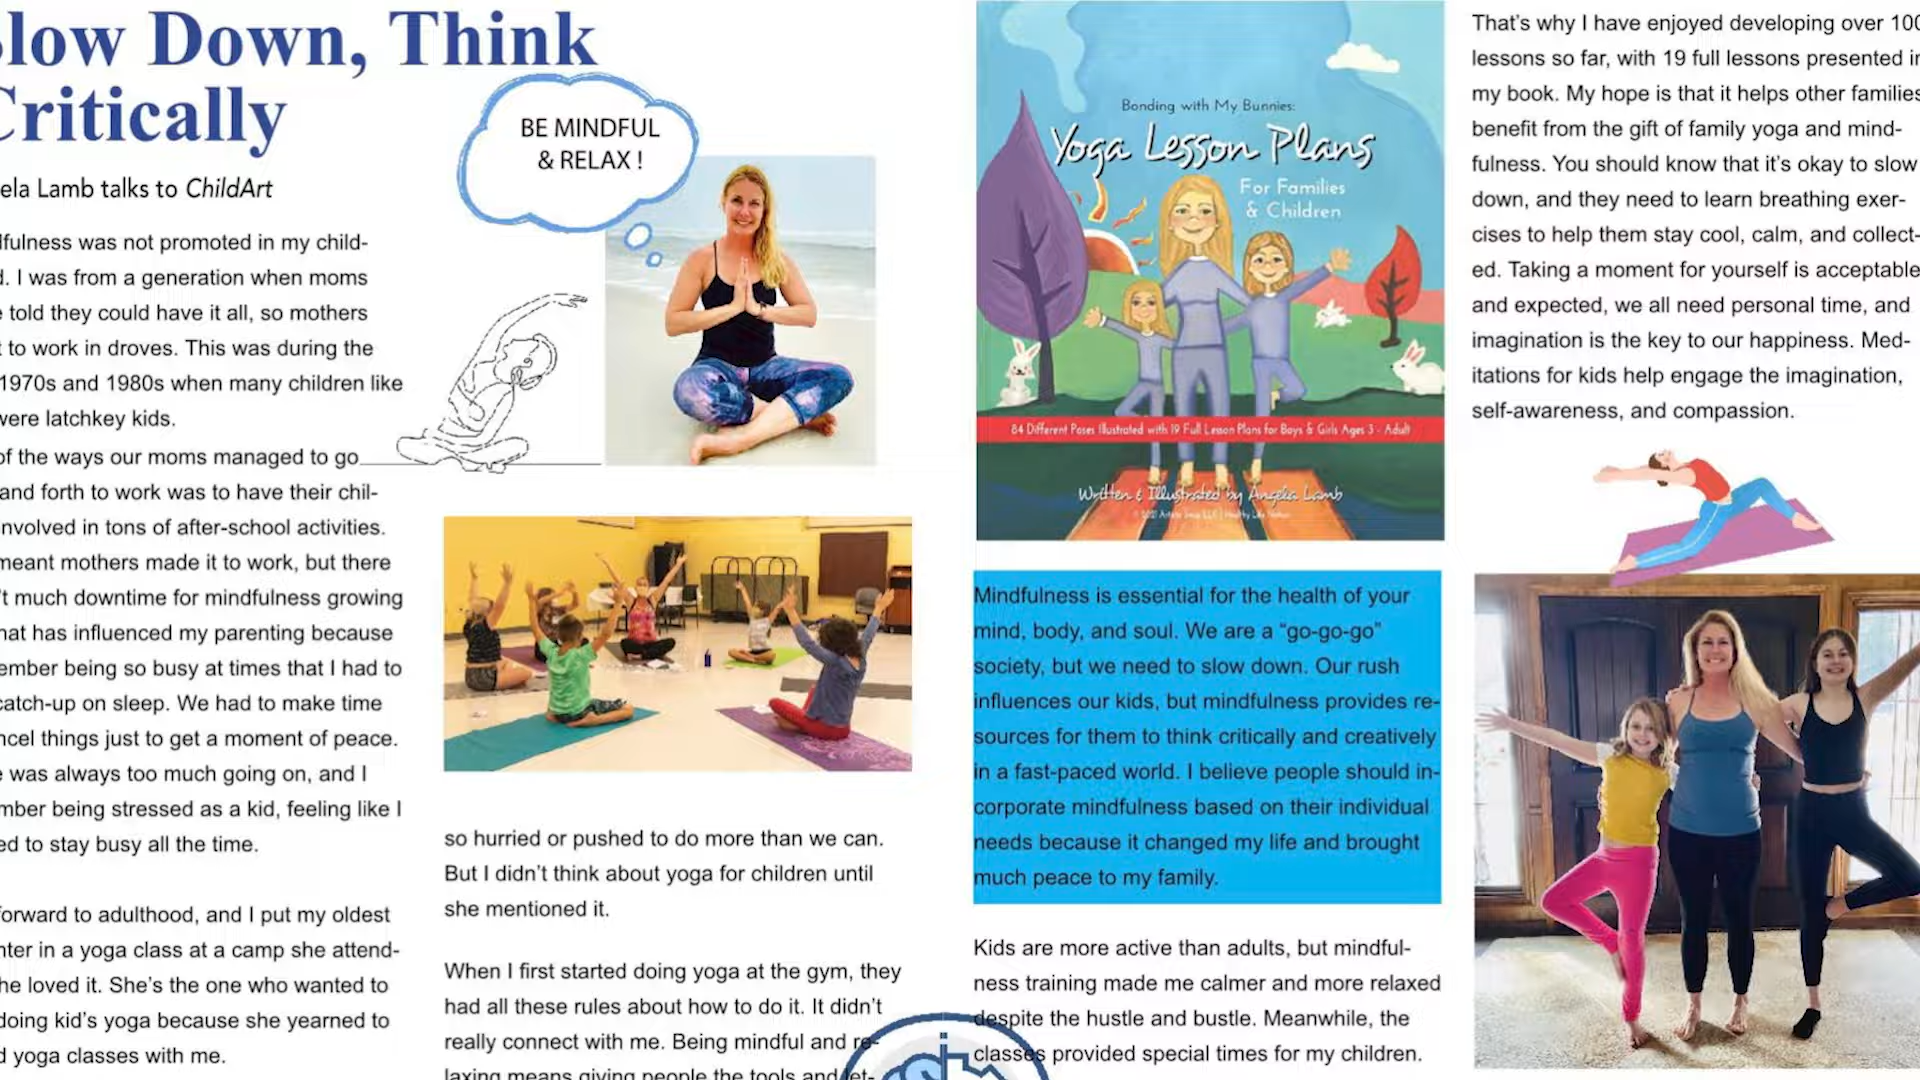 Slow Down, Think
Critically
ela Lamb talks to ChildArt
dfulness was not promoted in my child-
d. I was from a generation when moms
e told they could have it all, so mothers
t to work in droves. This was during the
1970s and 1980s when many children like
were latchkey kids.
of the ways our moms managed to go
and forth to work was to have their chil-
nvolved in tons of after-school activities.
meant mothers made it to work, but there
't much downtime for mindfulness growing
hat has influenced my parenting because
ember being so busy at times that I had to
catch-up on sleep. We had to make time
ncel things just to get a moment of peace.
e was always too much going on, and I
mber being stressed as a kid, feeling like I
ed to stay busy all the time.
forward to adulthood, and I put my oldest
hter in a yoga class at a camp she attend-
he loved it. She's the one who wanted to
doing kid's yoga because she yearned to
d yoga classes with me.
BE MINDFUL
& RELAX !
so hurried or pushed to do more than we can.
But I didn't think about yoga for children until
she mentioned it.
When I first started doing yoga at the gym, they
had all these rules about how to do it. It didn't
really connect with me. Being mindful and re-
laxing means giving people the tools and let-
Bonding with My Bunnies:
Yoga Lesson Plans
For Families
& Children
84 Different Poses Illustrated with 19 Full Lesson Plans for Boys & Girls Ages 3 - Adult
Written & Illustrated by Angela Lamb
Mindfulness is essential for the health of your
mind, body, and soul. We are a "go-go-go"
society, but we need to slow down. Our rush
influences our kids, but mindfulness provides re-
sources for them to think critically and creatively
in a fast-paced world. I believe people should in-
corporate mindfulness based on their individual
needs because it changed my life and brought
much peace to my family.
Kids are more active than adults, but mindful-
ness training made me calmer and more relaxed
despite the hustle and bustle. Meanwhile, the
classes provided special times for my children.
That's why I have enjoyed developing over 100
lessons so far, with 19 full lessons presented in
my book. My hope is that it helps other families
benefit from the gift of family yoga and mind-
fulness. You should know that it's okay to slow
down, and they need to learn breathing exer-
cises to help them stay cool, calm, and collect-
ed. Taking a moment for yourself is acceptable
and expected, we all need personal time, and
imagination is the key to our happiness. Med-
itations for kids help engage the imagination,
self-awareness, and compassion.